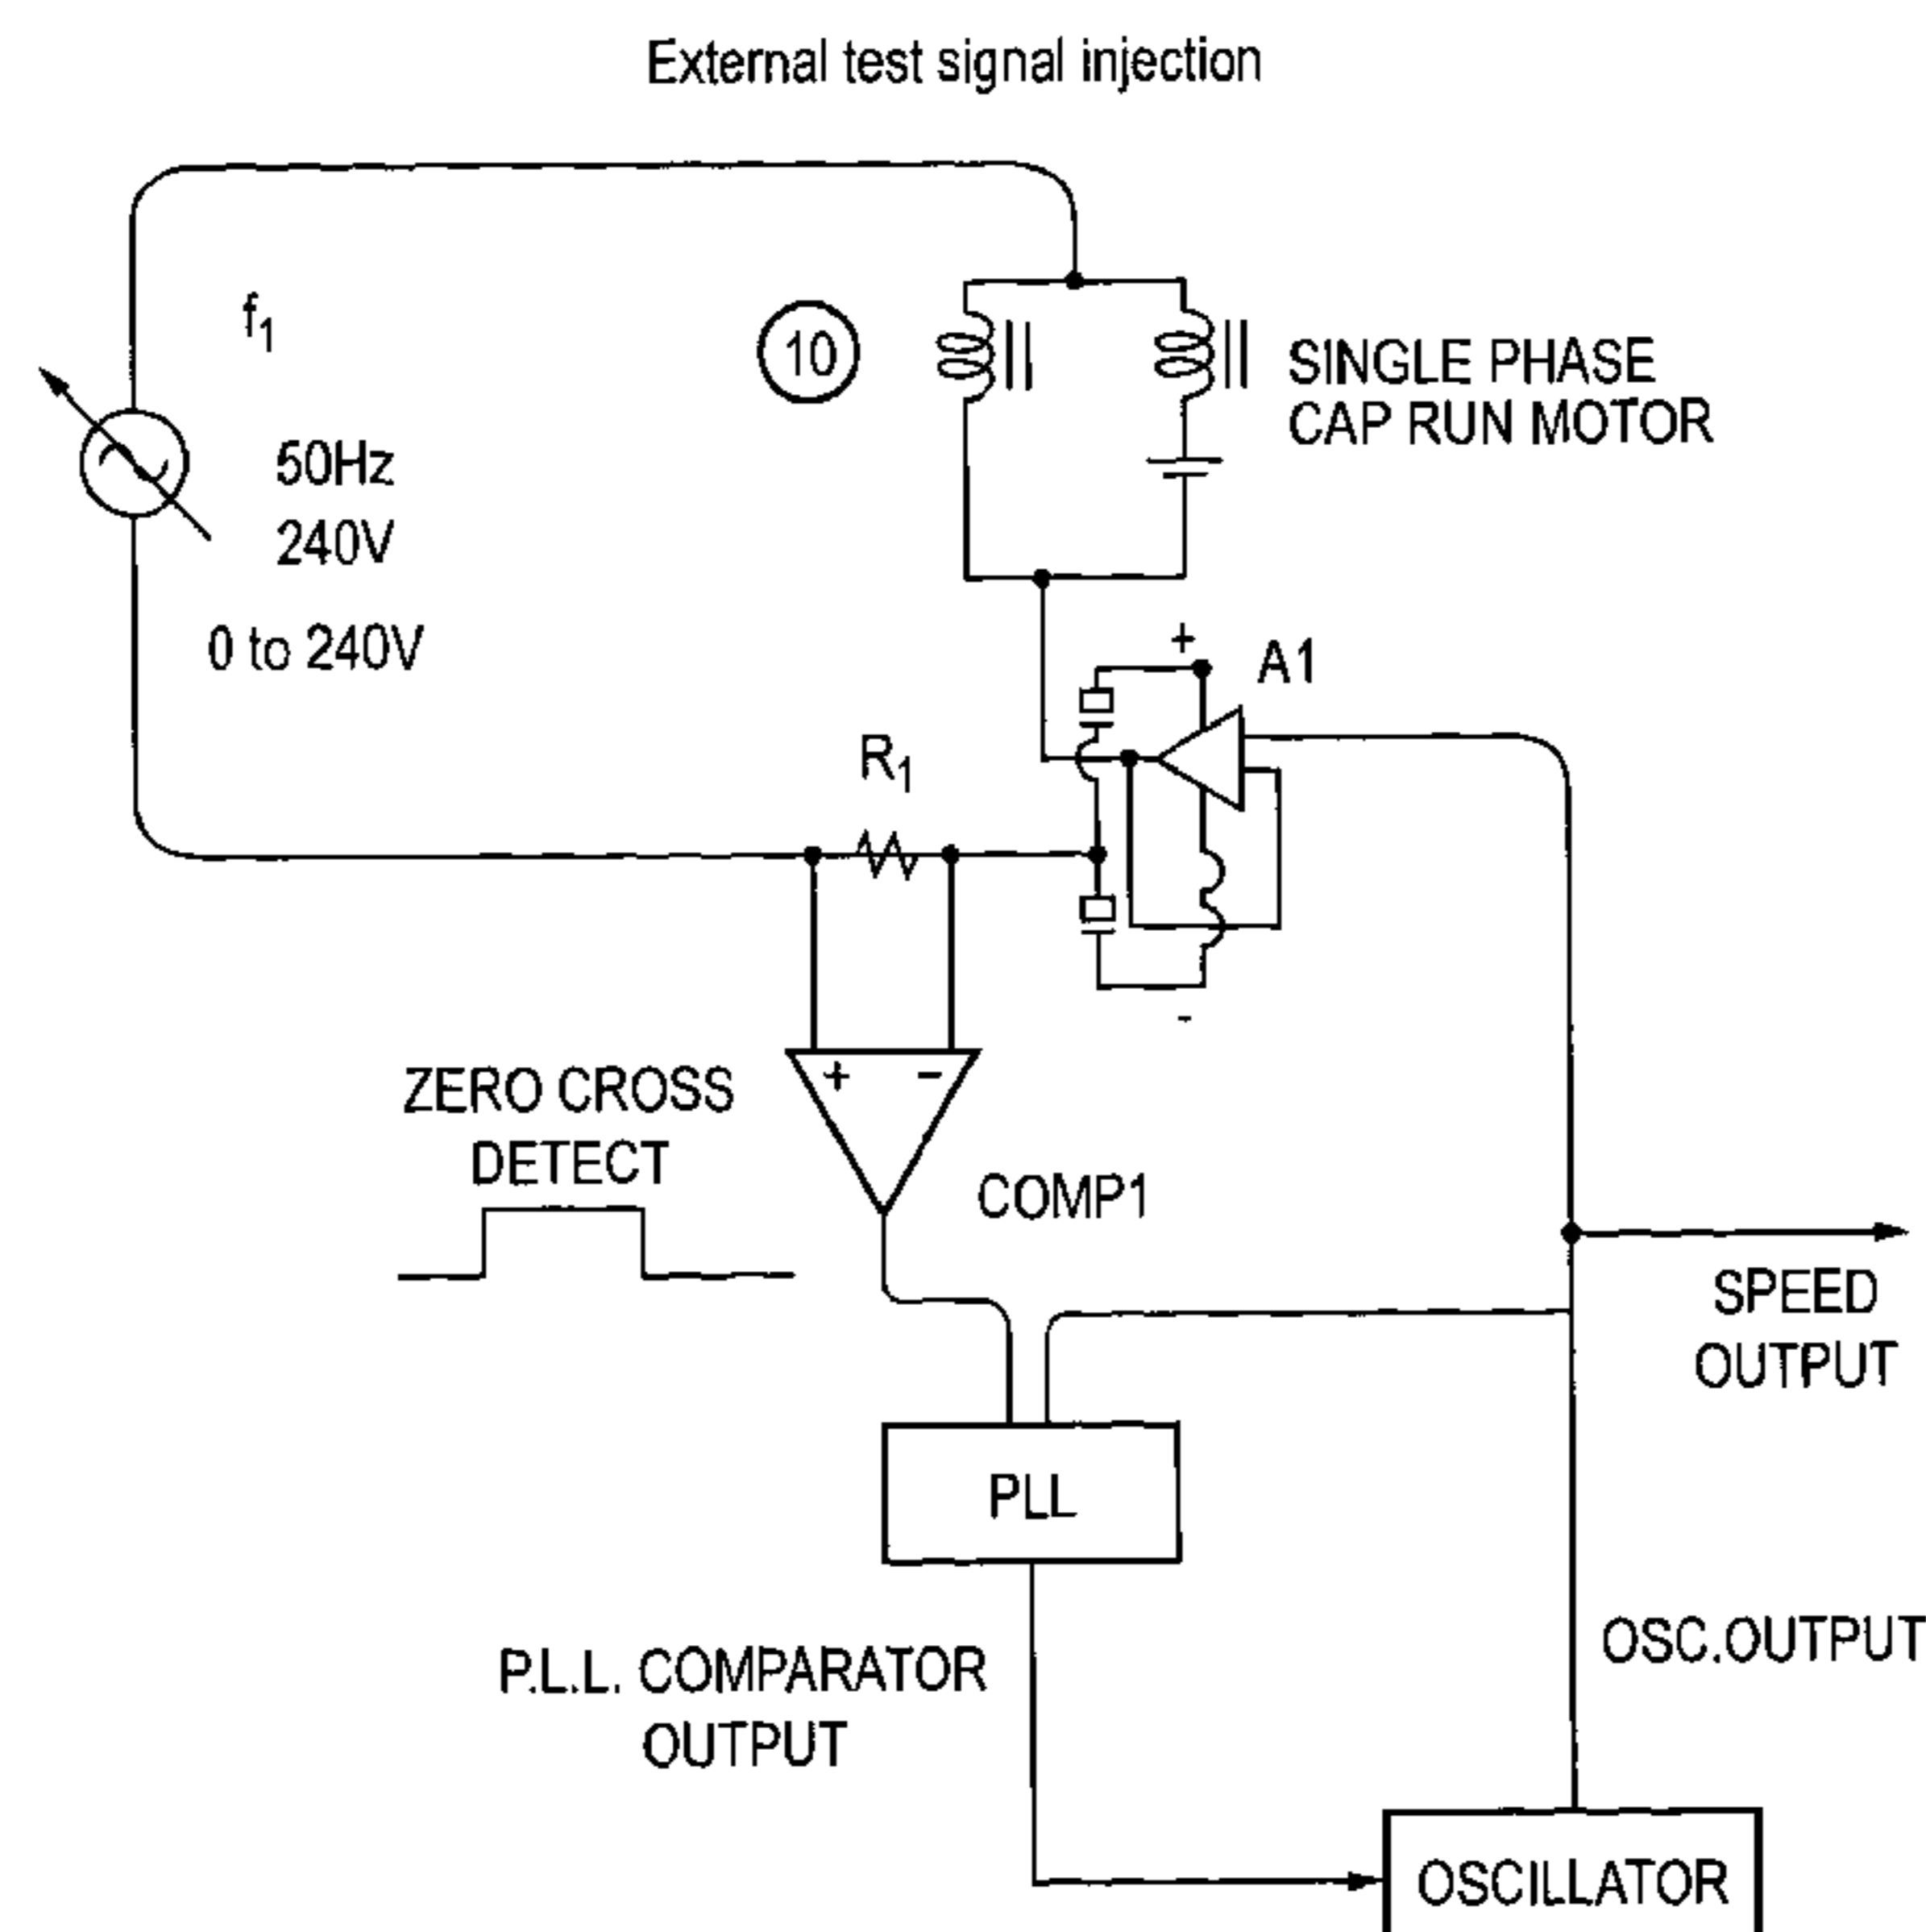 External test signal injection
f1
10
50Hz
240V
0 to 240V
SINGLE PHASE
CAP RUN MOTOR
+
A1
R1
-
+ -
ZERO CROSS
DETECT
COMP1
SPEED
OUTPUT
PLL
OSC.OUTPUT
P.L.L. COMPARATOR
OUTPUT
OSCILLATOR